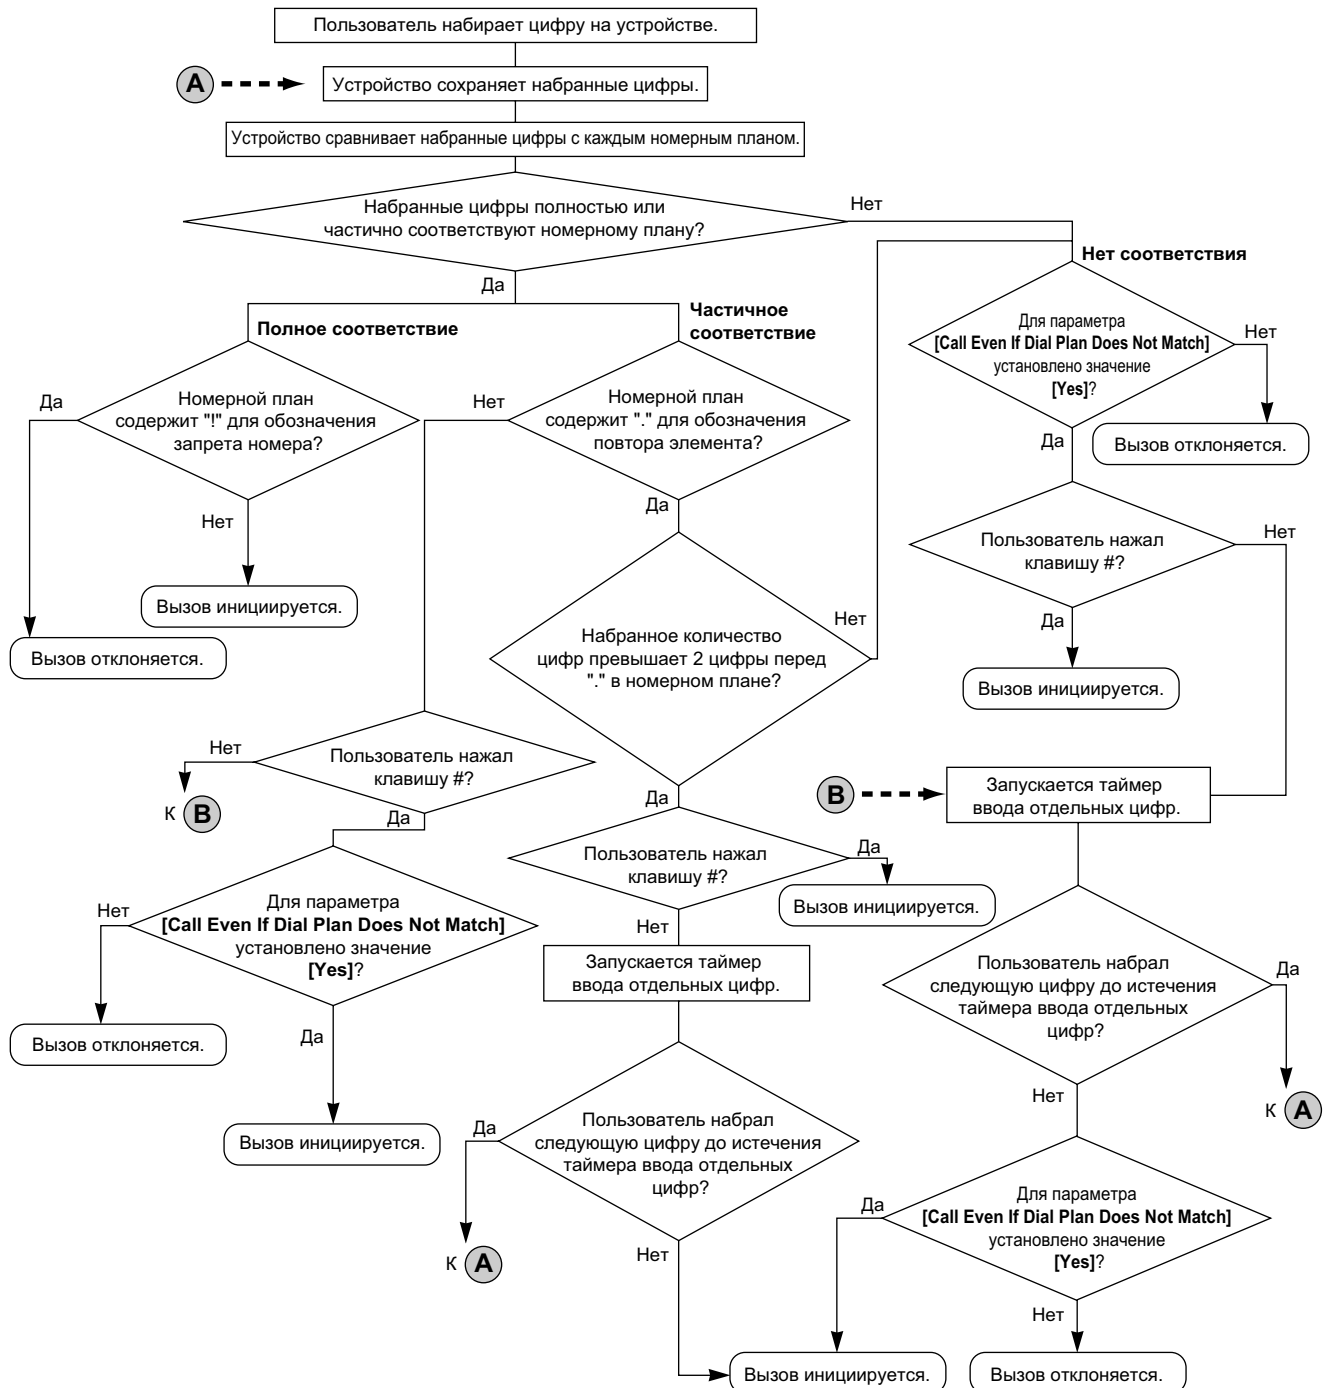 Пользователь набирает цифру на устройстве.
A
Устройство сохраняет набранные цифры.
Устройство сравнивает набранные цифры с каждым номерным планом.
Набранные цифры полностью или
частично соответствуют номерному плану?
Нет
Да
Нет соответствия
Полное соответствие
Частичное
соответствие
Для параметра
[Call Even If Dial Plan Does Not Match]
установлено значение
[Yes]?
Нет
Да
Вызов отклоняется.
Да
Номерной план
содержит "!" для обозначения
запрета номера?
Нет
Нет
Номерной план
содержит "." для обозначения
повтора элемента?
Да
Пользователь нажал
клавишу #?
Нет
Да
Вызов инициируется.
Вызов инициируется.
Вызов отклоняется.
Набранное количество
цифр превышает 2 цифры перед
"." в номерном плане?
Нет
Да
Нет
Пользователь нажал
клавишу #?
К B
Да
B
Запускается таймер
ввода отдельных цифр.
Пользователь нажал
клавишу #?
Да
Вызов инициируется.
Нет
Нет
Для параметра
[Call Even If Dial Plan Does Not Match]
установлено значение
[Yes]?
Да
Вызов отклоняется.
Вызов инициируется.
Запускается таймер
ввода отдельных цифр.
Пользователь набрал
следующую цифру до истечения
таймера ввода отдельных
цифр?
Да
Нет
К A
Да
Пользователь набрал
следующую цифру до истечения
таймера ввода отдельных
цифр?
К A
Нет
Да
Для параметра
[Call Even If Dial Plan Does Not Match]
установлено значение
[Yes]?
Нет
Вызов инициируется.
Вызов отклоняется.